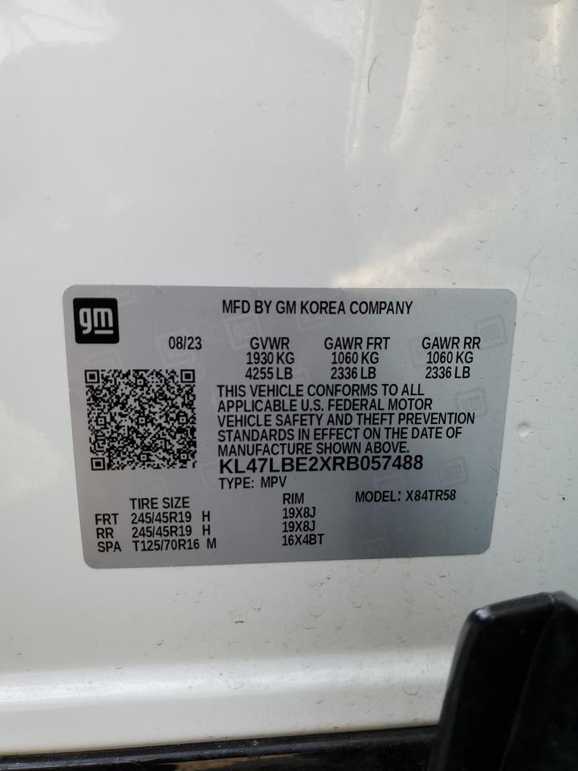 gm
MFD BY GM KOREA COMPANY
08/23 GVWR GAWR FRT GAWR RR
1930 KG 1060 KG 1060 KG
4255 LB 2336 LB 2336 LB
THIS VEHICLE CONFORMS TO ALL
APPLICABLE U.S. FEDERAL MOTOR
VEHICLE SAFETY AND THEFT PREVENTION
STANDARDS IN EFFECT ON THE DATE OF
MANUFACTURE SHOWN ABOVE.
KL47LBE2XRB057488
TYPE: MPV
TIRE SIZE RIM MODEL: X84TR58
FRT 245/45R19 H 19X8J
RR 245/45R19 H 19X8J
SPA T125/70R16 M 16X4BT